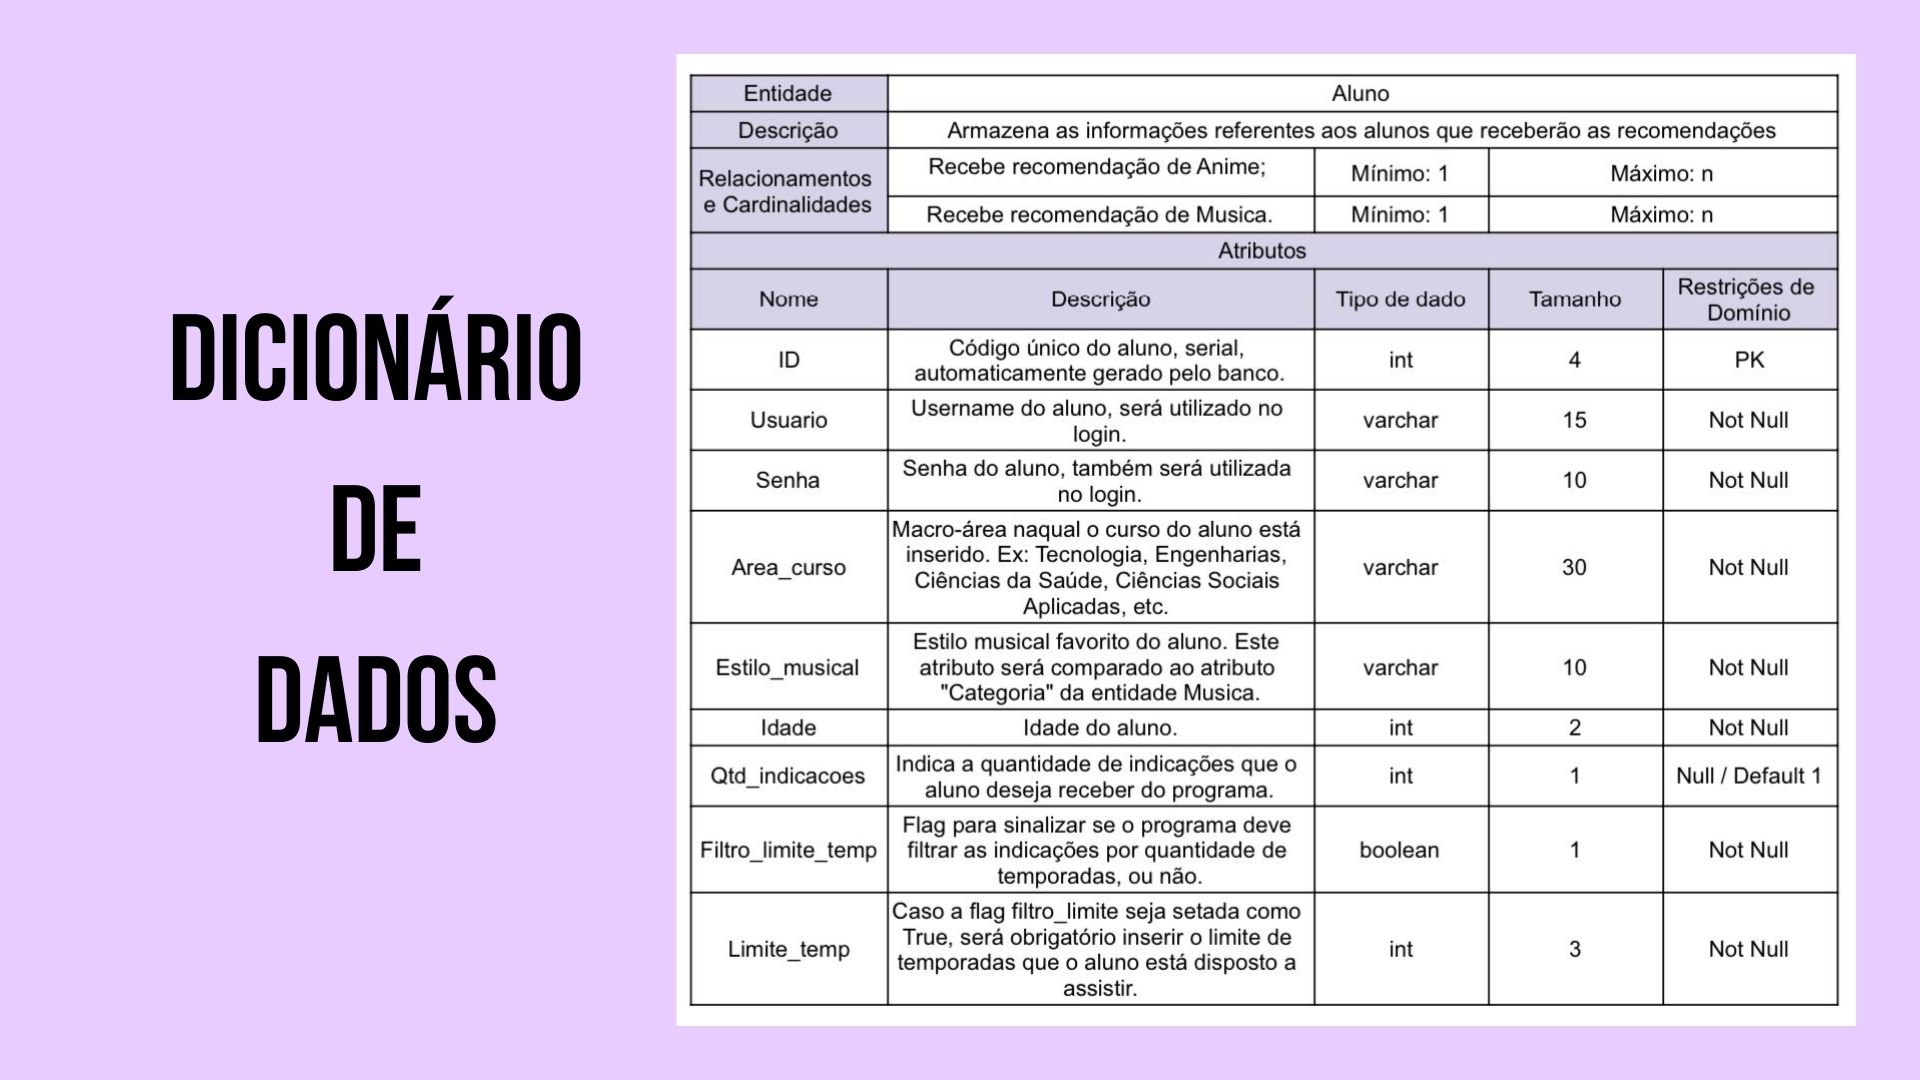 DICIONÁRIO
DE
DADOS
Entidade
Aluno
Descrição
Armazena as informações referentes aos alunos que receberão as recomendações
Relacionamentos
e Cardinalidades
Recebe recomendação de Anime;
Mínimo: 1
Máximo: n
Recebe recomendação de Musica.
Mínimo: 1
Máximo: n
Atributos
Nome
Descrição
Tipo de dado
Tamanho
Restrições de
Domínio
ID
Código único do aluno, serial,
automaticamente gerado pelo banco.
int
4
PK
Usuario
Username do aluno, será utilizado no
login.
varchar
15
Not Null
Senha
Senha do aluno, também será utilizada
no login.
varchar
10
Not Null
Area_curso
Macro-área naqual o curso do aluno está
inserido. Ex: Tecnologia, Engenharias,
Ciências da Saúde, Ciências Sociais
Aplicadas, etc.
varchar
30
Not Null
Estilo_musical
Estilo musical favorito do aluno. Este
atributo será comparado ao atributo
"Categoria" da entidade Musica.
varchar
10
Not Null
Idade
Idade do aluno.
int
2
Not Null
Qtd_indicacoes
Indica a quantidade de indicações que o
aluno deseja receber do programa.
int
1
Null / Default 1
Filtro_limite_temp
Flag para sinalizar se o programa deve
filtrar as indicações por quantidade de
temporadas, ou não.
boolean
1
Not Null
Limite_temp
Caso a flag filtro_limite seja setada como
True, será obrigatório inserir o limite de
temporadas que o aluno está disposto a
assistir.
int
3
Not Null